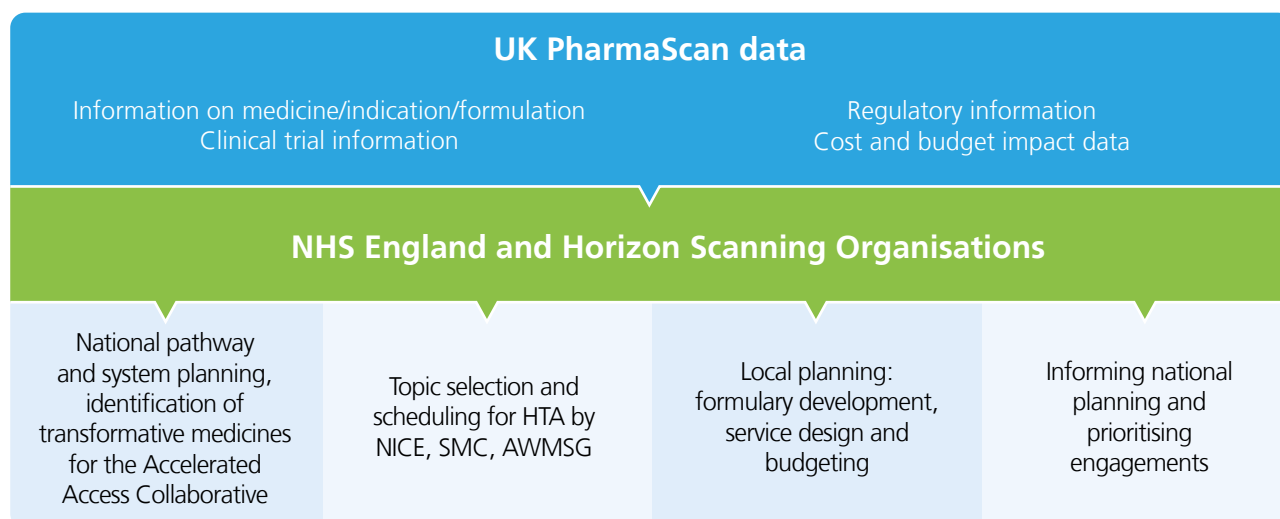 UK PharmaScan data
Information on medicine/indication/formulation
Clinical trial information
Regulatory information
Cost and budget impact data
NHS England and Horizon Scanning Organisations
National pathway
and system planning,
identification of
transformative medicines
for the Accelerated
Access Collaborative
Topic selection and
scheduling for HTA by
NICE, SMC, AWMSG
Local planning:
formulary development,
service design and
budgeting
Informing national
planning and
prioritising
engagements